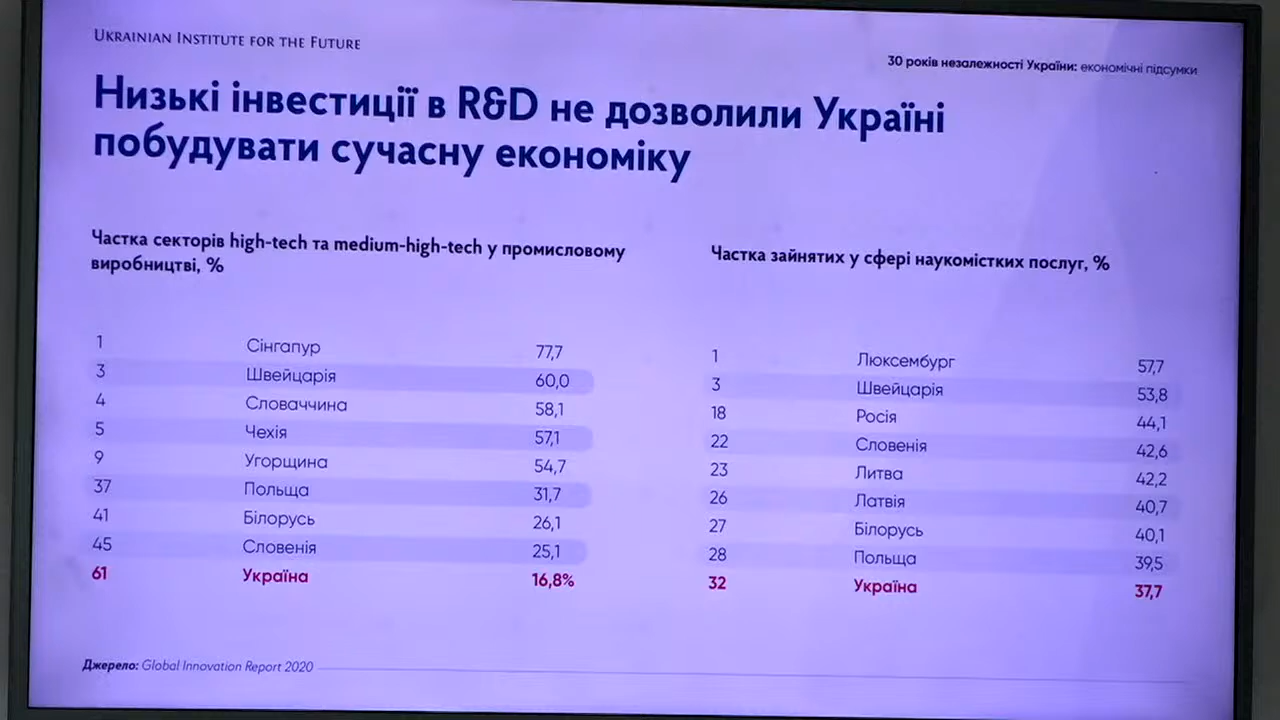 Ukrainian Institute for the Future
30 років незалежності України: економічні підсумки
Низькі інвестиції в R&D не дозволили Україні
побудувати сучасну економіку
Частка секторів high-tech та medium-high-tech у промисловому
виробництві, %
1 Сінгапур 77,7
3 Швейцарія 60,0
4 Словаччина 58,1
5 Чехія 57,1
9 Угорщина 54,7
37 Польща 31,7
41 Білорусь 26,1
45 Словенія 25,1
61 Україна 16,8%
Частка зайнятих у сфері наукомістких послуг, %
1 Люксембург 57,7
3 Швейцарія 53,8
18 Росія 44,1
22 Словенія 42,6
23 Литва 42,2
26 Латвія 40,7
27 Білорусь 40,1
28 Польща 39,5
32 Україна 37,7
Джерело: Global Innovation Report 2020